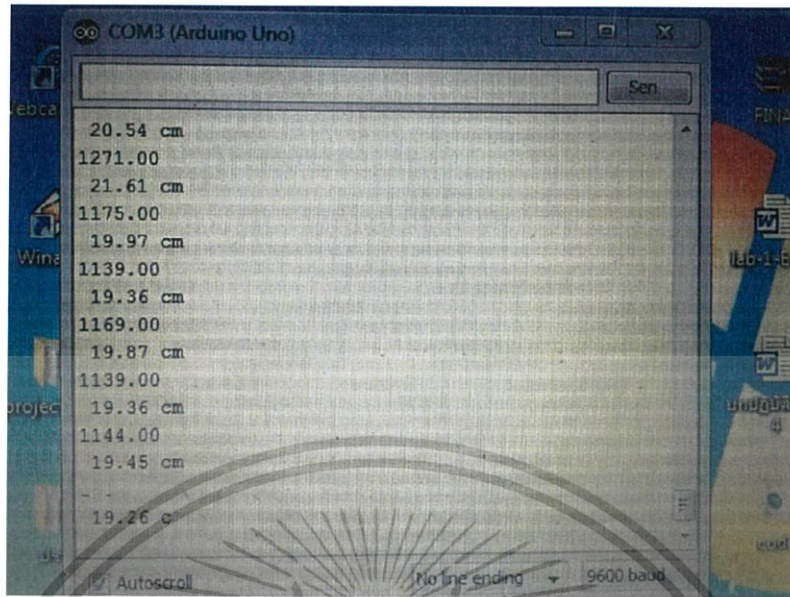 COM3 (Arduino Uno)
Sen
20.54 cm
1271.00
21.61 cm
1175.00
19.97 cm
1139.00
19.36 cm
1169.00
19.87 cm
1139.00
19.36 cm
1144.00
19.45 cm
19.26 c
Autoscroll
No line ending
9600 baud
Webca
Wina
projec
FINA
lab-1-B
4